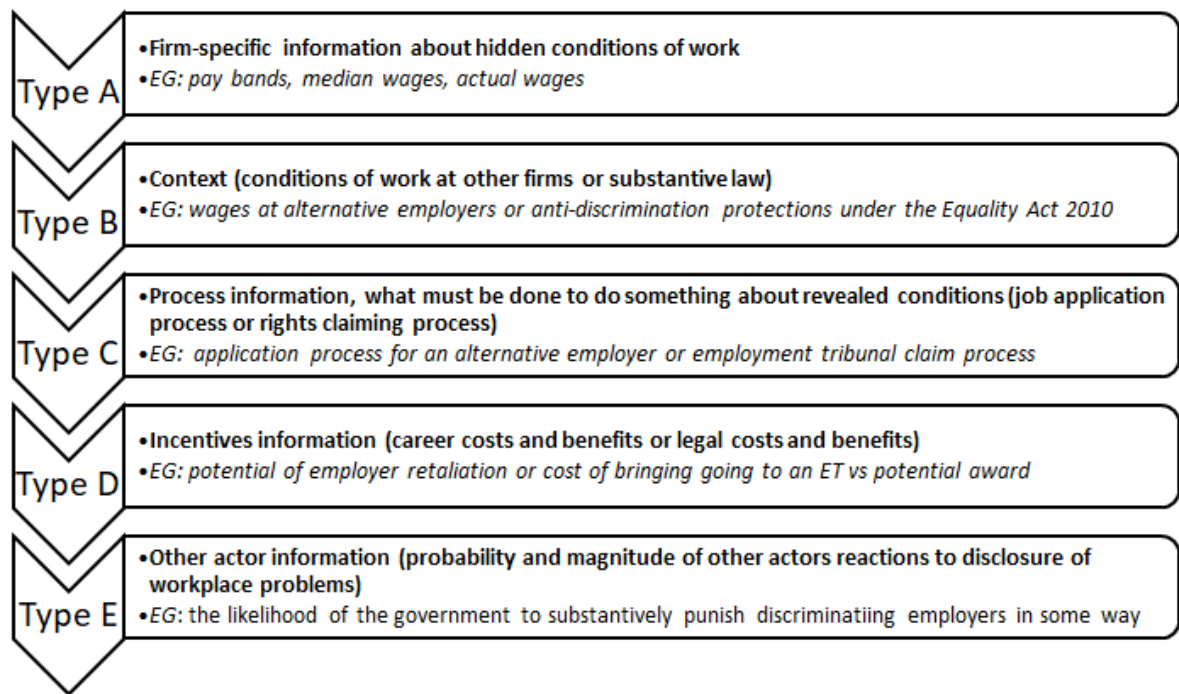 Type A
•Firm-specific information about hidden conditions of work
•EG: pay bands, median wages, actual wages
Type B
•Context (conditions of work at other firms or substantive law)
•EG: wages at alternative employers or anti-discrimination protections under the Equality Act 2010
Type C
•Process information, what must be done to do something about revealed conditions (job application
process or rights claiming process)
•EG: application process for an alternative employer or employment tribunal claim process
Type D
•Incentives information (career costs and benefits or legal costs and benefits)
•EG: potential of employer retaliation or cost of bringing going to an ET vs potential award
Type E
•Other actor information (probability and magnitude of other actors reactions to disclosure of
workplace problems)
•EG: the likelihood of the government to substantively punish discriminatiing employers in some way